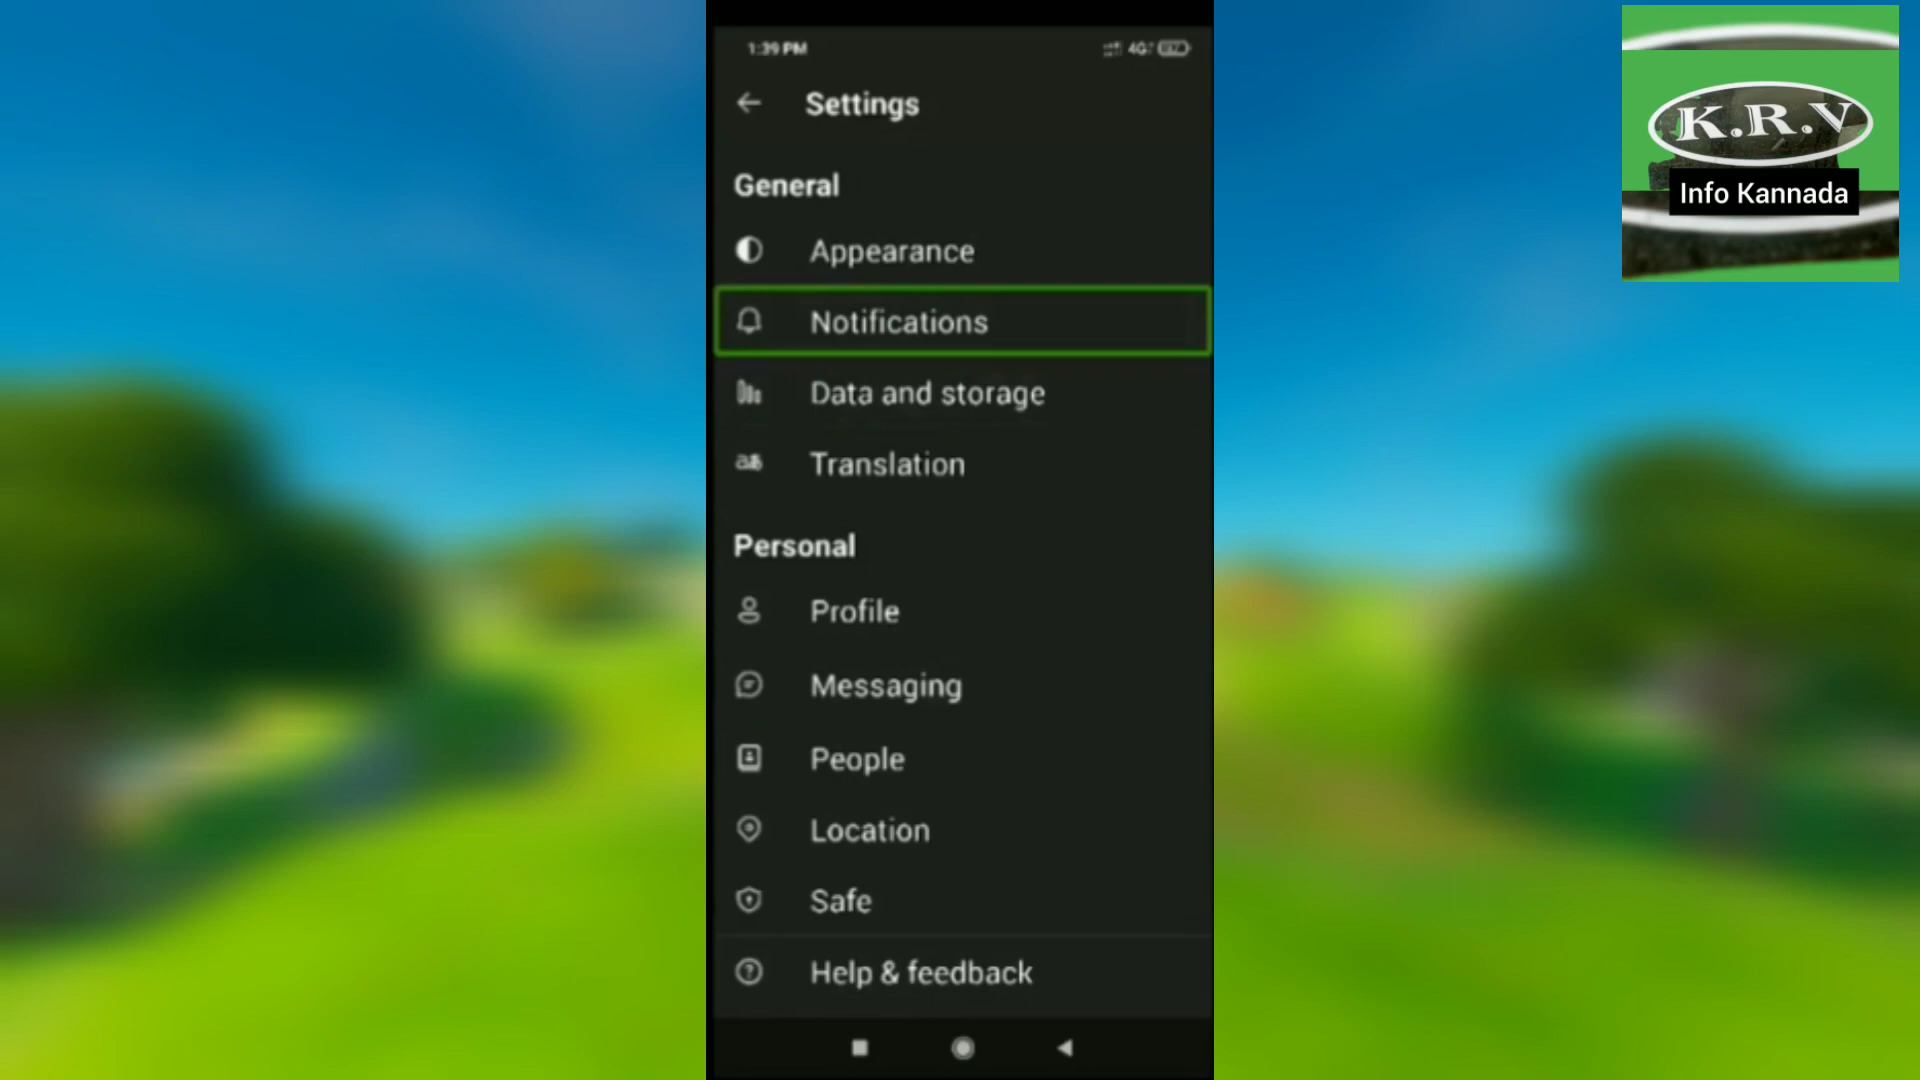 1:39 PM
4G+
Settings
General
Appearance
Notifications
Data and storage
Translation
Personal
Profile
Messaging
People
Location
Safe
Help & feedback
K.R.V
Info Kannada